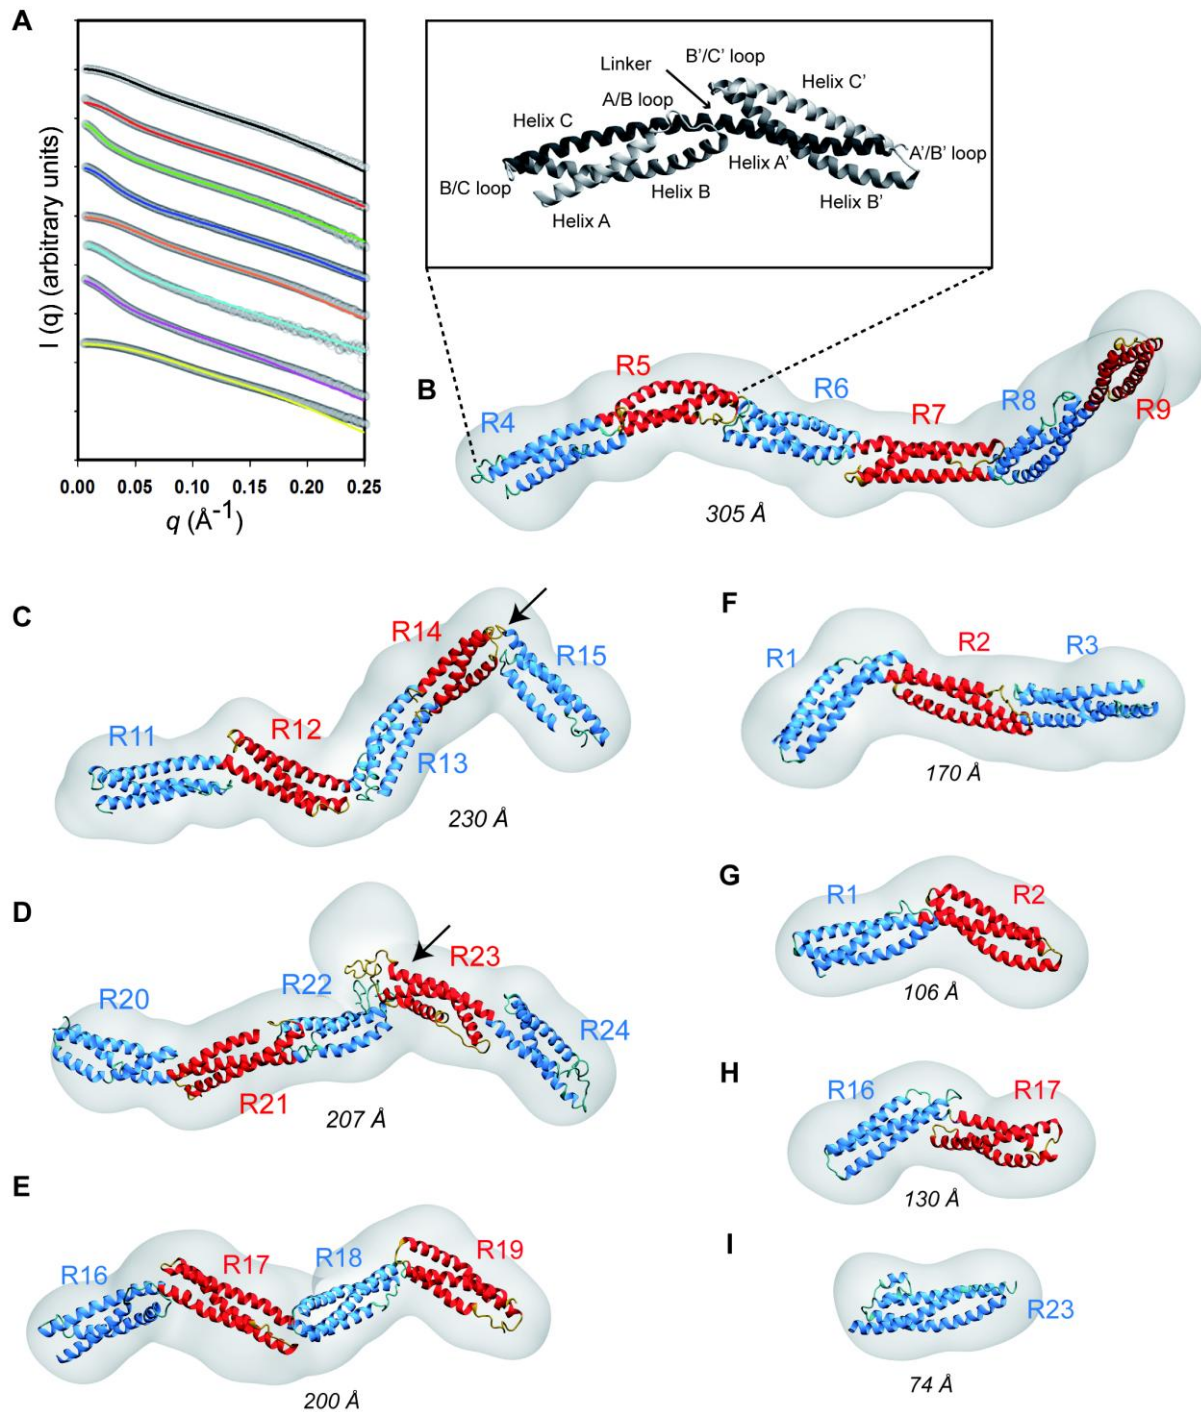 A
I (q) (arbitrary units)
0.00 0.05 0.10 0.15 0.20 0.25
q (Å-1)
B'/C' loop
Linker
Helix C'
A/B loop
Helix C
A'/B' loop
Helix A'
B/C loop
Helix B
Helix B'
Helix A
B
R4
R5
R6
R7
R8
R9
305 Å
C
R11
R12
R13
R14
R15
230 Å
D
R20
R21
R22
R23
R24
207 Å
E
R16
R17
R18
R19
200 Å
F
R1
R2
R3
170 Å
G
R1
R2
106 Å
H
R16
R17
130 Å
I
R23
74 Å